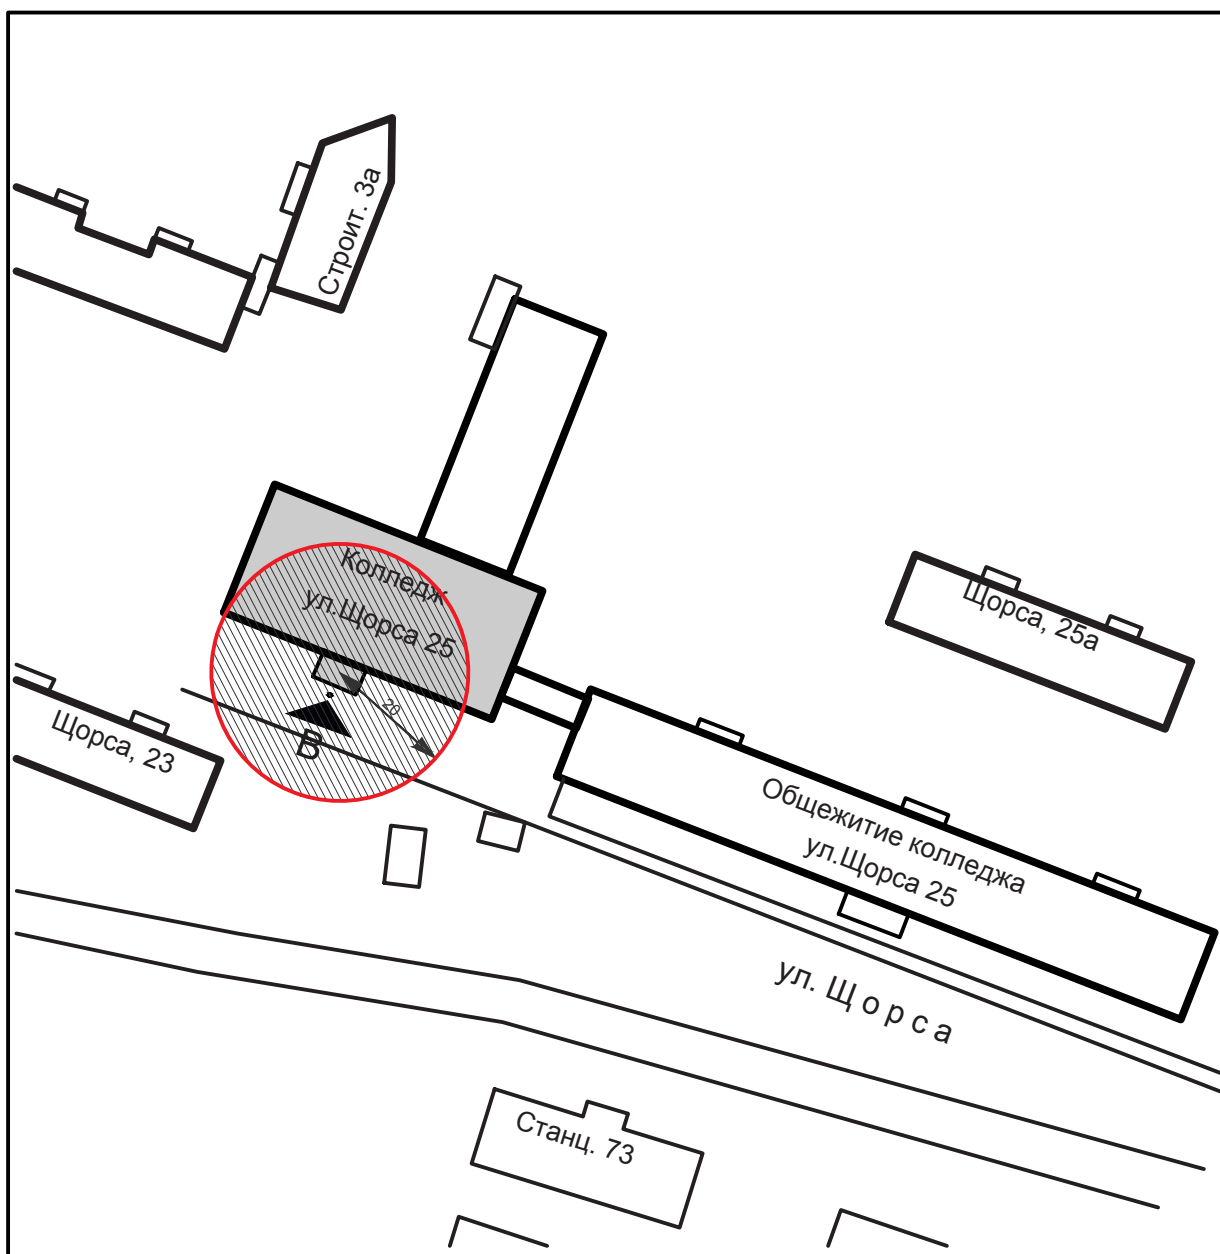 Строит. 3а
Колледж
ул.Щорса 25
Щорса, 25а
20
Щорса, 23
В
Общежитие колледжа
ул.Щорса 25
ул. Щорса
Станц. 73